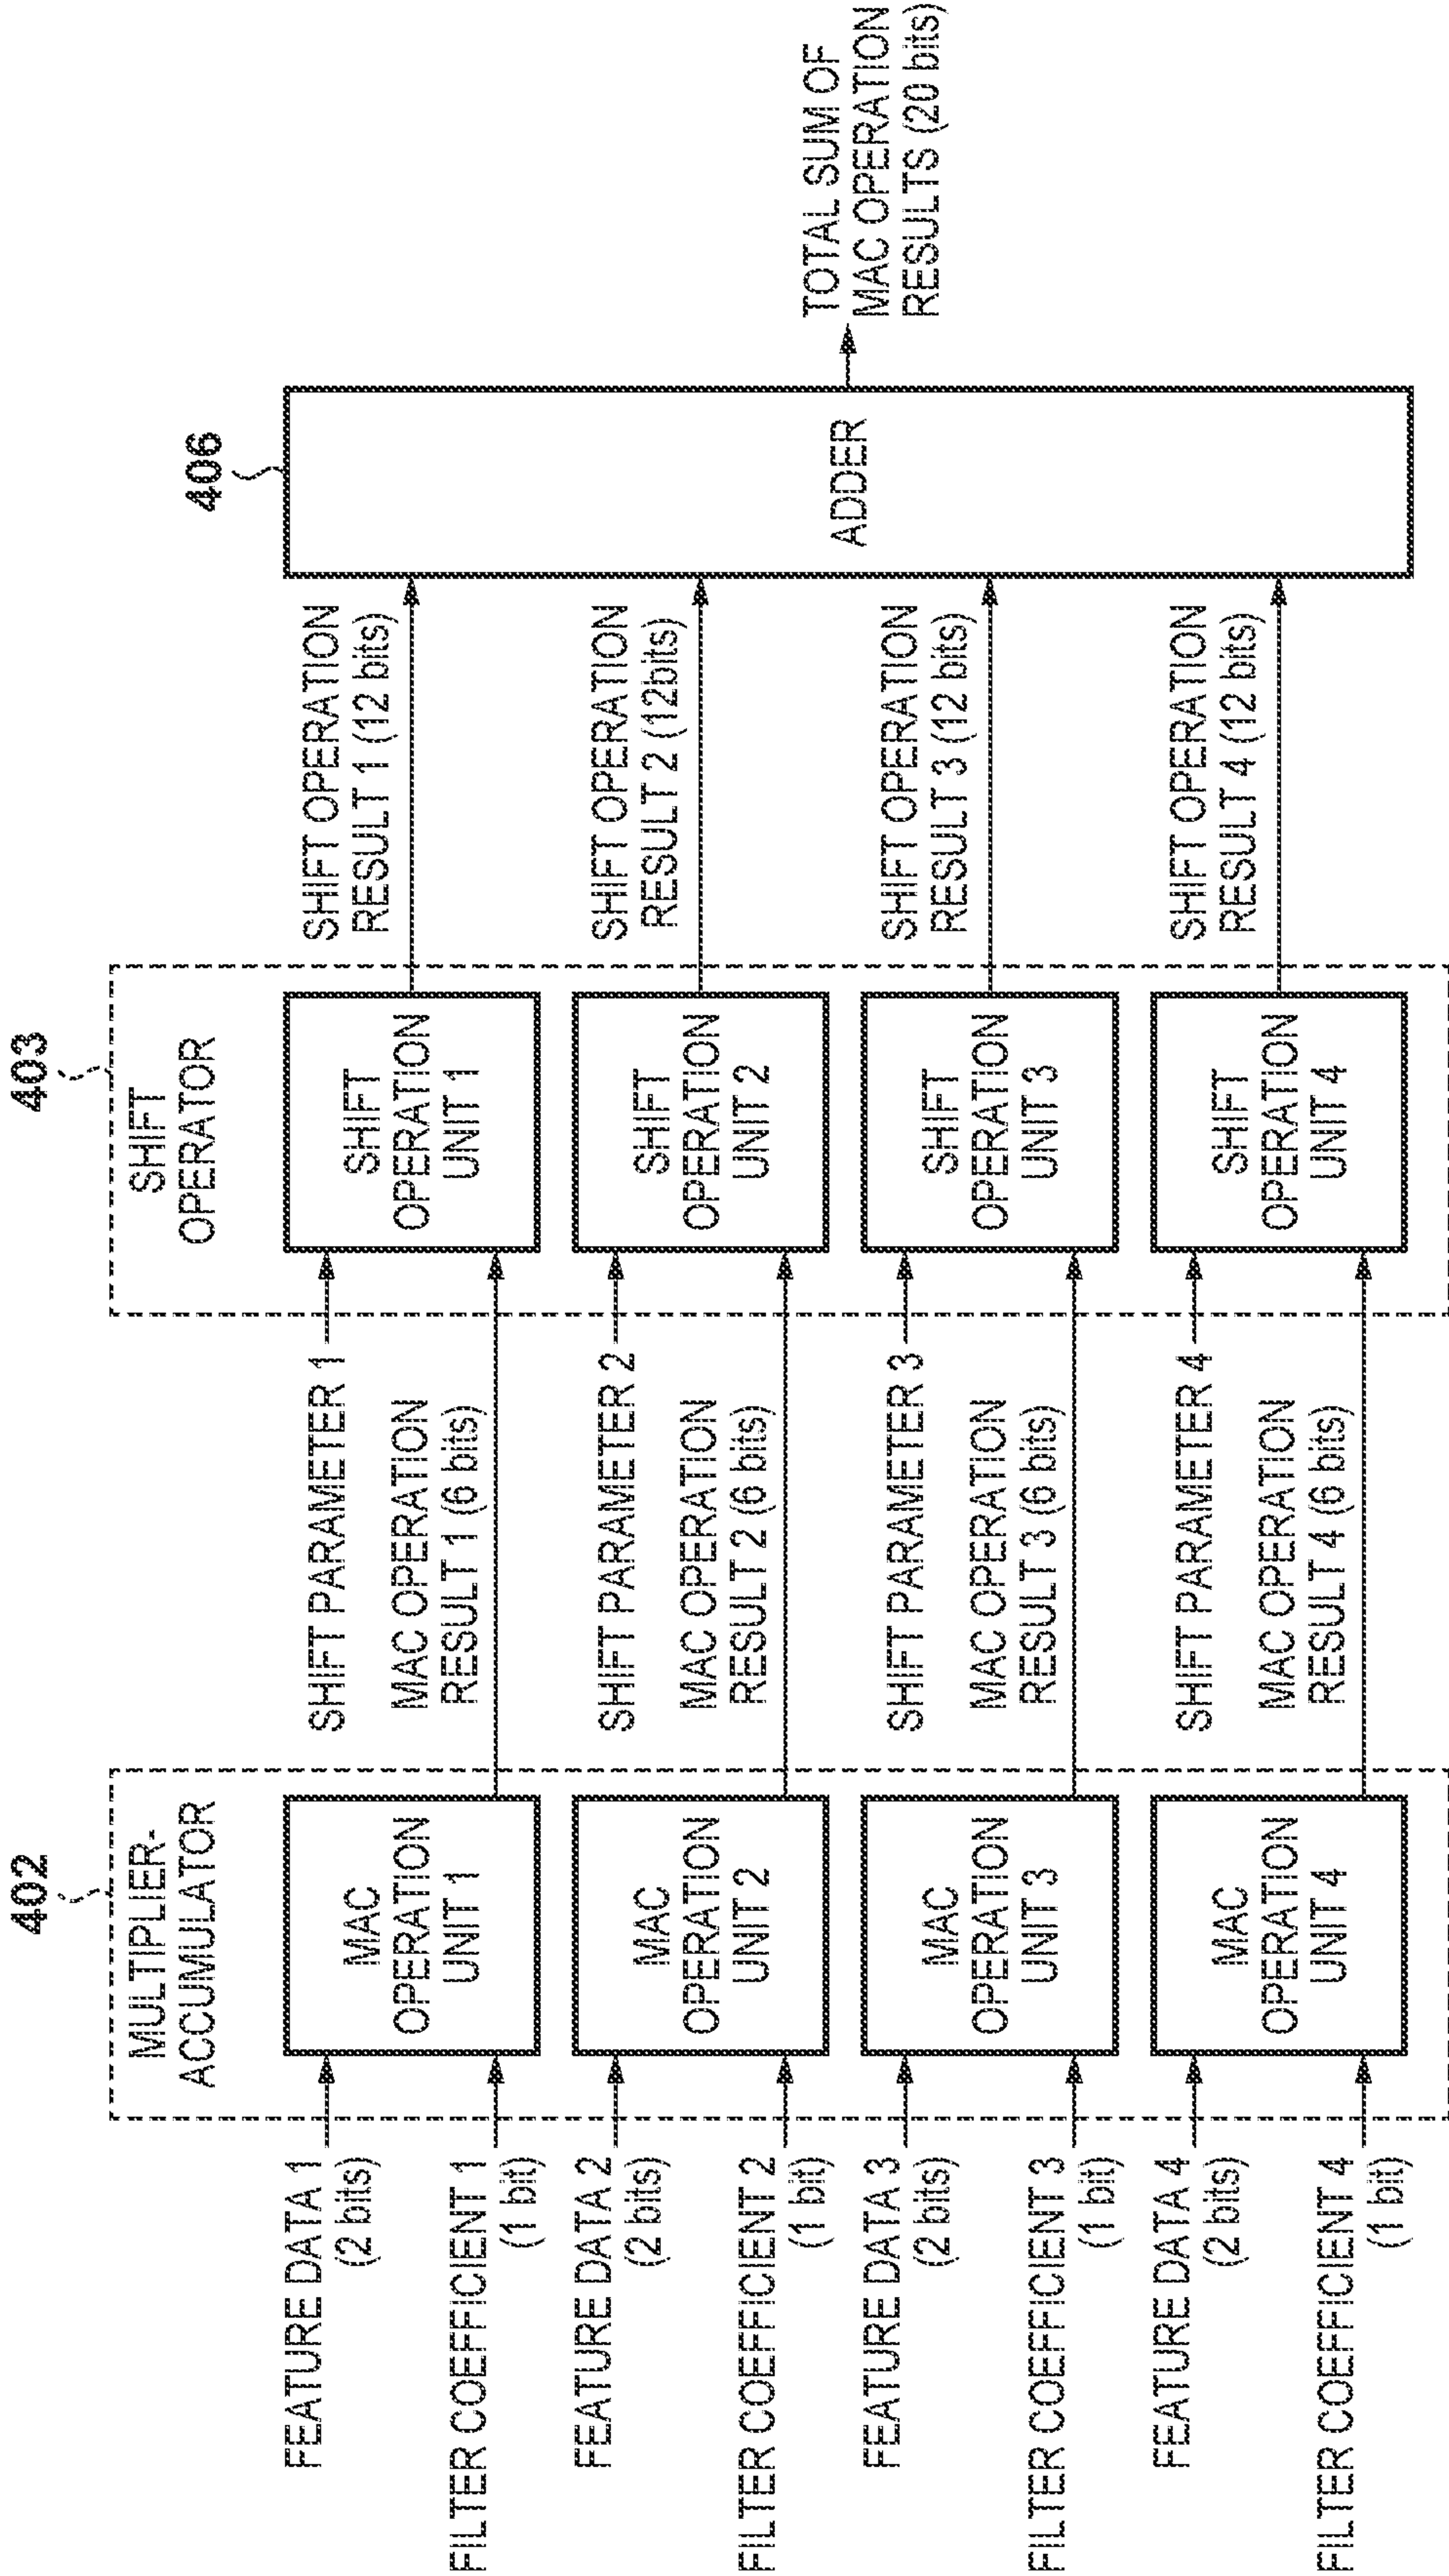 402
MULTIPLIER-
ACCUMULATOR
403
SHIFT
OPERATOR
406
FEATURE DATA 1
(2 bits)
FILTER COEFFICIENT 1
(1 bit)
MAC
OPERATION
UNIT 1
SHIFT PARAMETER 1
MAC OPERATION
RESULT 1 (6 bits)
SHIFT
OPERATION
UNIT 1
SHIFT OPERATION
RESULT 1 (12 bits)
FEATURE DATA 2
(2 bits)
FILTER COEFFICIENT 2
(1 bit)
MAC
OPERATION
UNIT 2
SHIFT PARAMETER 2
MAC OPERATION
RESULT 2 (6 bits)
SHIFT
OPERATION
UNIT 2
SHIFT OPERATION
RESULT 2 (12bits)
FEATURE DATA 3
(2 bits)
FILTER COEFFICIENT 3
(1 bit)
MAC
OPERATION
UNIT 3
SHIFT PARAMETER 3
MAC OPERATION
RESULT 3 (6 bits)
SHIFT
OPERATION
UNIT 3
SHIFT OPERATION
RESULT 3 (12 bits)
FEATURE DATA 4
(2 bits)
FILTER COEFFICIENT 4
(1 bit)
MAC
OPERATION
UNIT 4
SHIFT PARAMETER 4
MAC OPERATION
RESULT 4 (6 bits)
SHIFT
OPERATION
UNIT 4
SHIFT OPERATION
RESULT 4 (12 bits)
ADDER
TOTAL SUM OF
MAC OPERATION
RESULTS (20 bits)